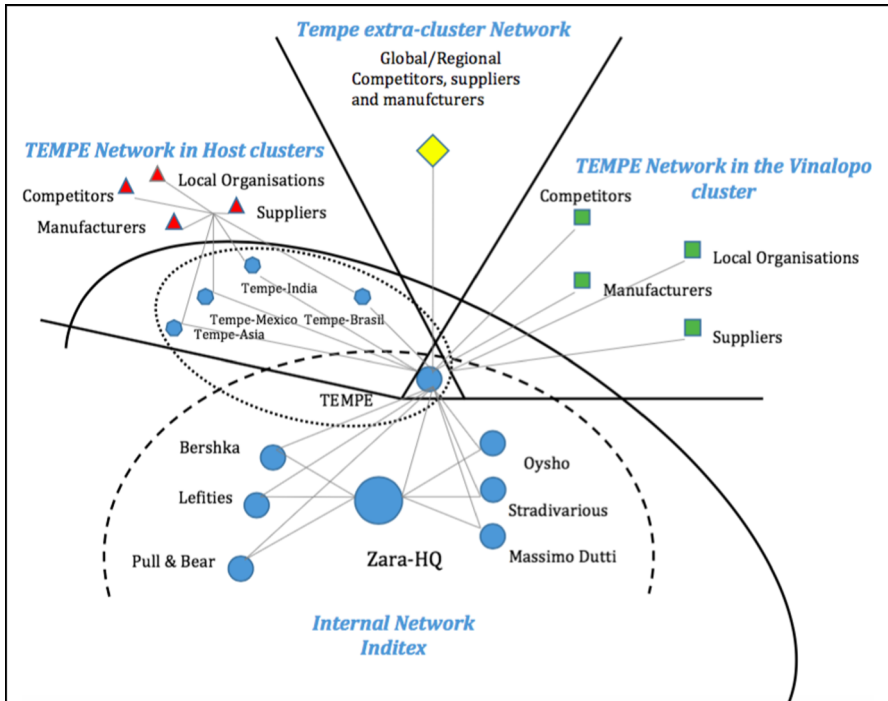 Tempe extra-cluster Network
Global/Regional
Competitors, suppliers
and manufcturers
TEMPE Network in Host clusters
Local Organisations
Competitors
Suppliers
Manufacturers
TEMPE Network in the Vinalopo
cluster
Competitors
Local Organisations
Manufacturers
Suppliers
Tempe-India
Tempe-Mexico
Tempe-Brasil
Tempe-Asia
TEMPE
Bershka
Lefities
Pull & Bear
Zara-HQ
Oysho
Stradivarious
Massimo Dutti
Internal Network
Inditex